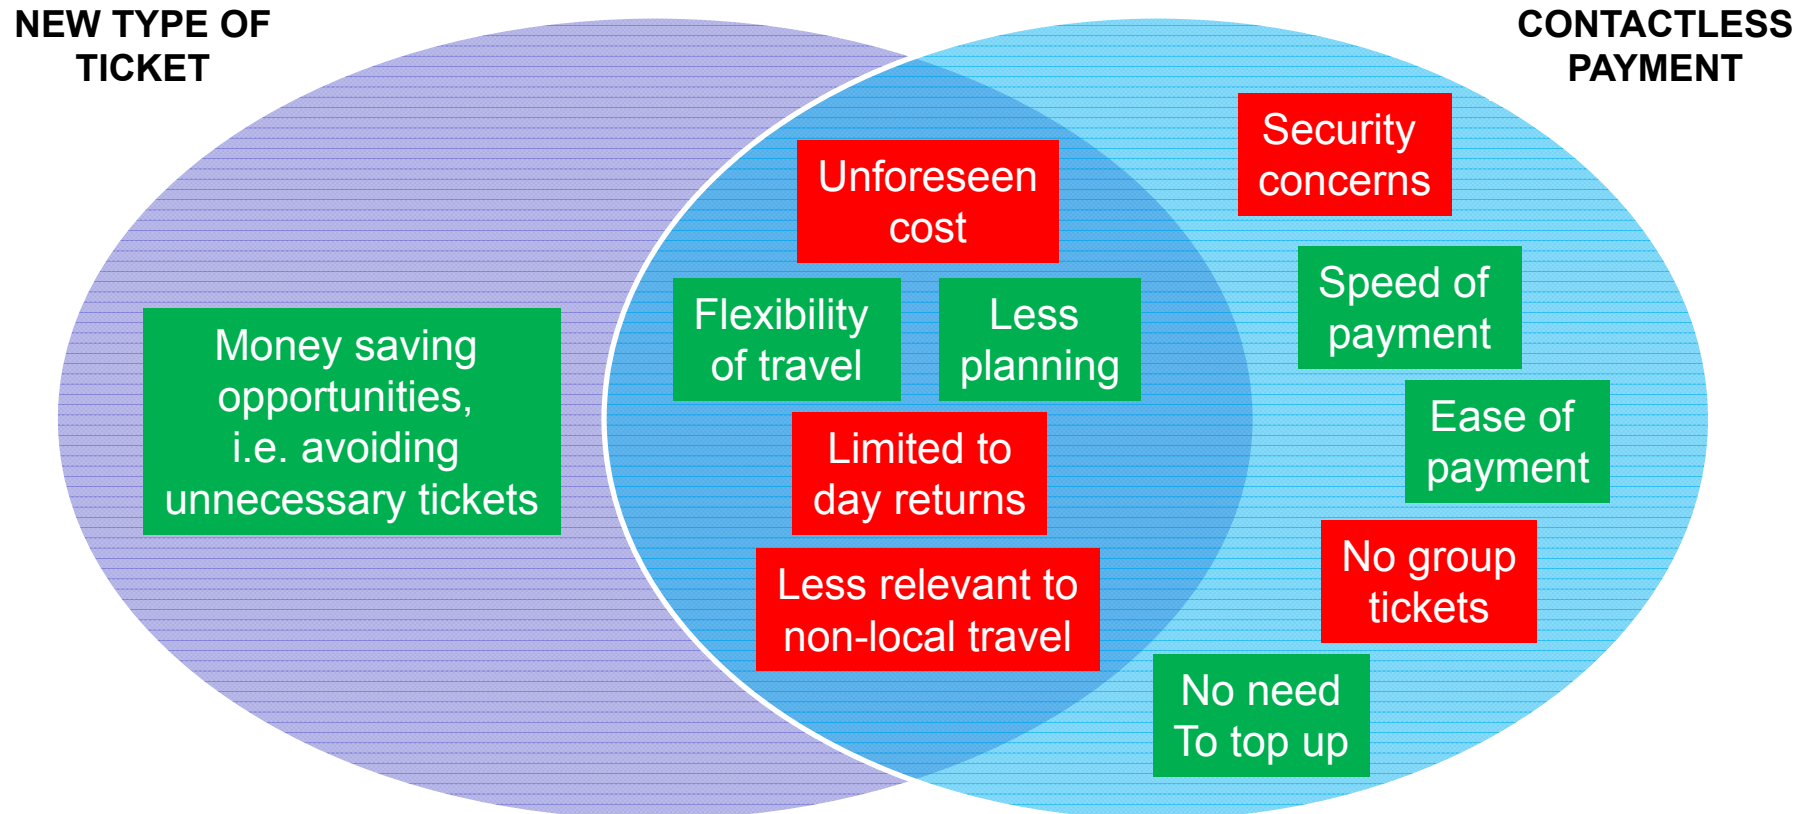 NEW TYPE OF
TICKET
CONTACTLESS
PAYMENT
Money saving
opportunities,
i.e. avoiding
unnecessary tickets
Unforeseen
cost
Flexibility
of travel
Less
planning
Limited to
day returns
Less relevant to
non-local travel
Security
concerns
Speed of
payment
Ease of
payment
No group
tickets
No need
To top up